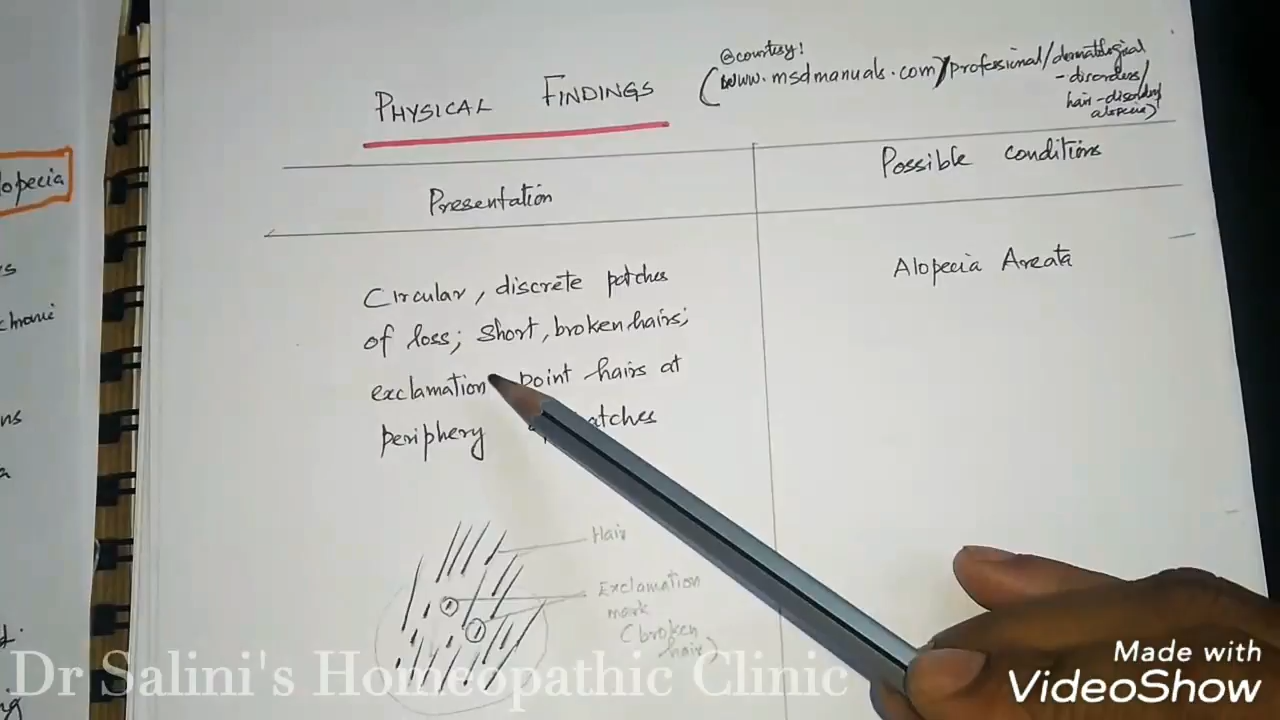 @courtesy!
(www.msdmanuals.com/professional/dermatological
-disorders/
hair-disorders/
alopecia)
PHYSICAL FINDINGS
Presentation
Possible conditions
Circular, discrete patches
of loss; short, broken hairs;
exclamation point hairs at
periphery
Alopecia Areata
Hair
Exclamation
mark
(broken
hair)
lopecia
chronic
Dr Salini's Homeopathic Clinic
Made with
VideoShow